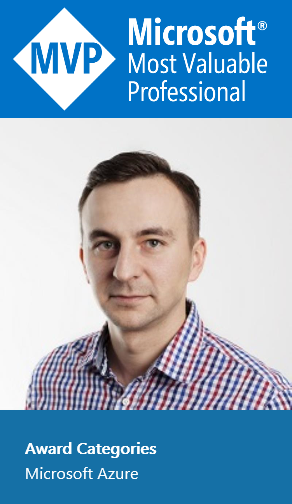 MVP
Microsoft®
Most Valuable
Professional
Award Categories
Microsoft Azure